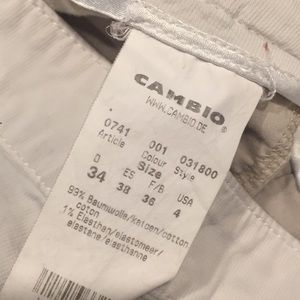 CAMBIO®
WWW.CAMBIO.DE
0741 001 031800
Article Colour Style
Size
D ES F/B USA
34 38 36 4
99% Baumwolle/katoen/cotton
coton
1% Elasthan/elastomeer/
elastane/elasthanne